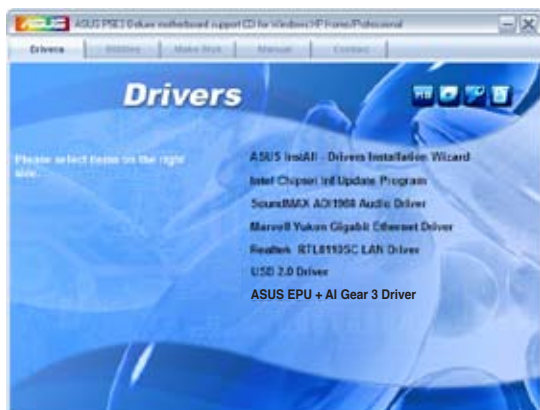 ASUS P5E3 Deluxe motherboard support CD for Windows XP Home/Professional
Drivers Utilities Make Disk Manual Contact
Drivers
Please select items on the right
side...
ASUS InstAll - Drivers Installation Wizard
Intel Chipset Inf Update Program
SoundMAX ADI1988 Audio Driver
Marvell Yukon Gigabit Ethernet Driver
Realtek RTL8110SC LAN Driver
USB 2.0 Driver
ASUS EPU + AI Gear 3 Driver